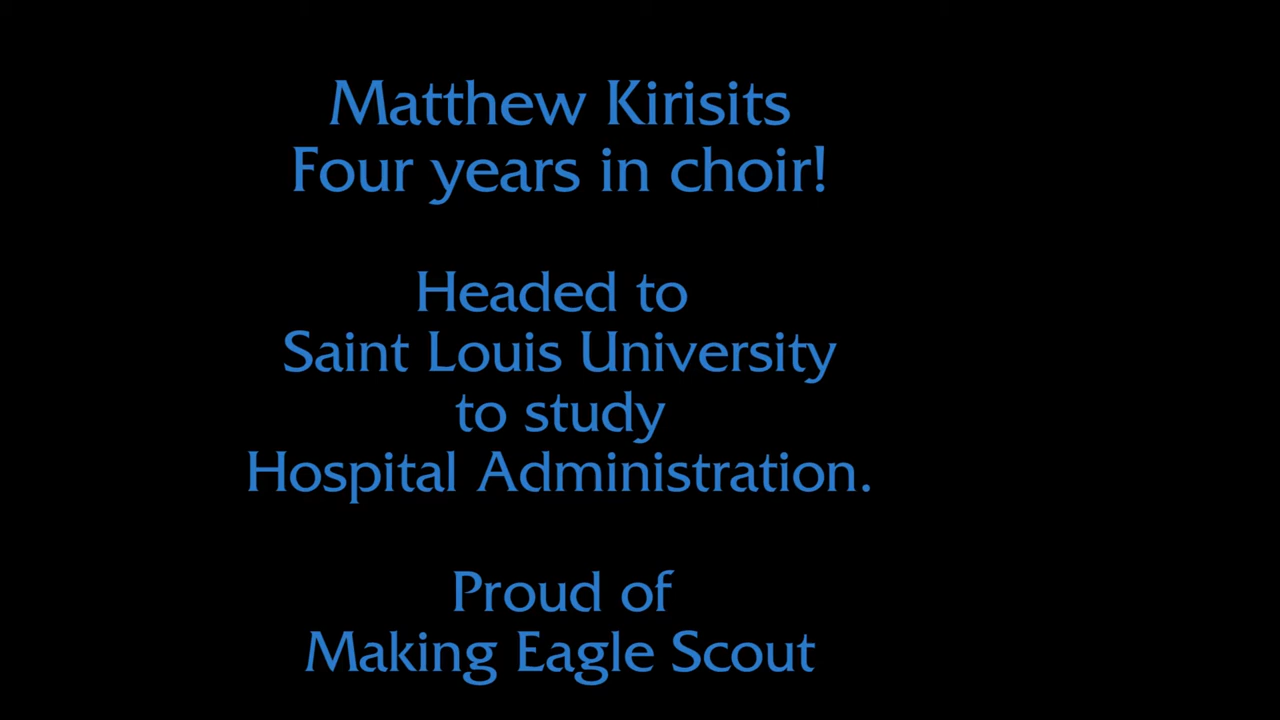 Matthew Kirisits
Four years in choir!
Headed to
Saint Louis University
to study
Hospital Administration.
Proud of
Making Eagle Scout